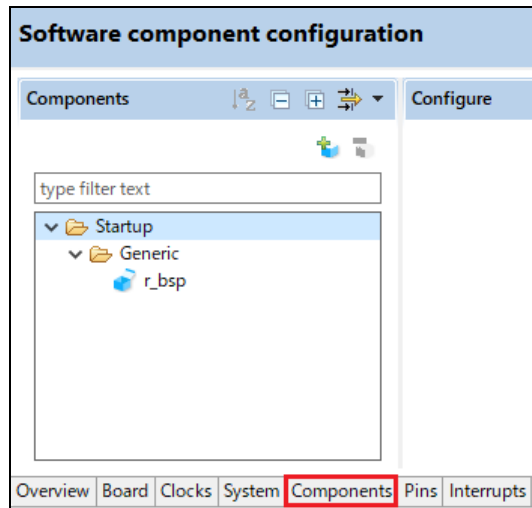 Software component configuration
Components
Configure
type filter text
Startup
Generic
r_bsp
Overview Board Clocks System Components Pins Interrupts